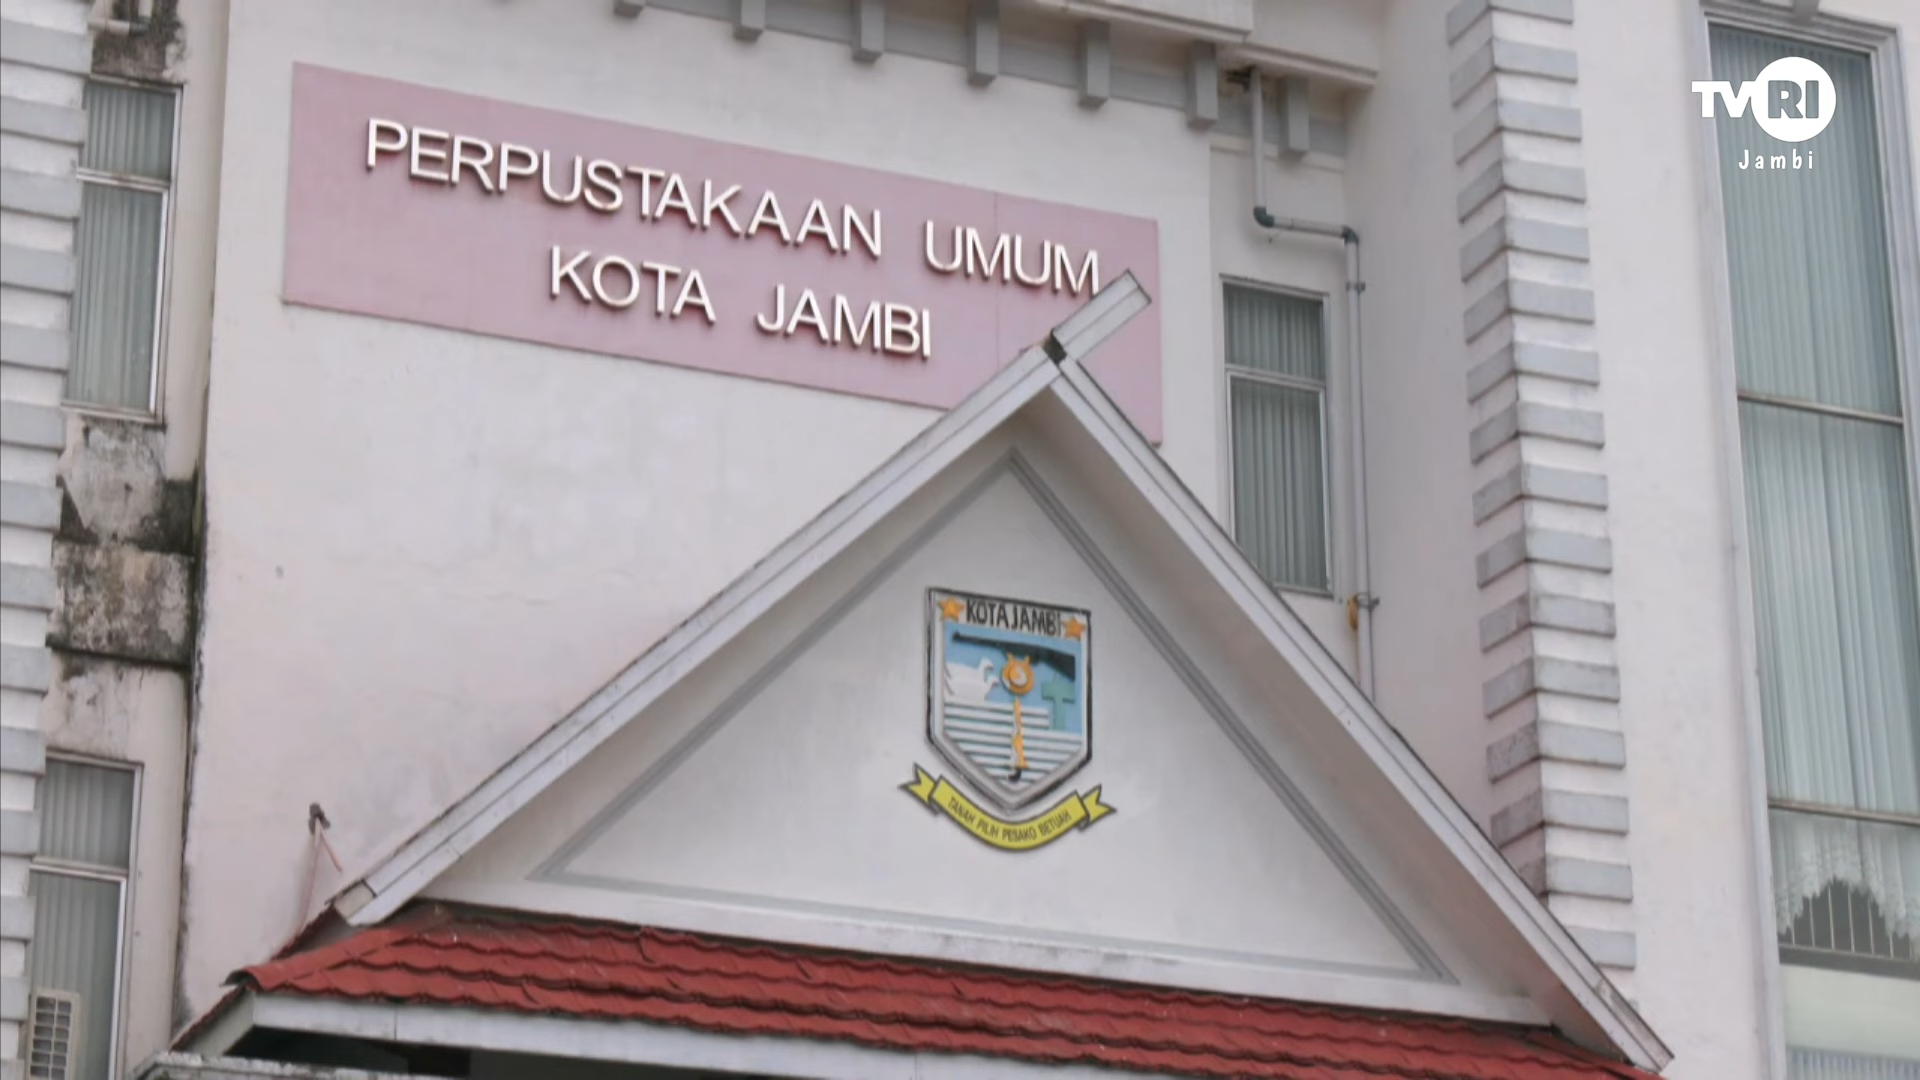 PERPUSTAKAAN UMUM
KOTA JAMBI
TVRI
Jambi
KOTA JAMBI
TANAH PILIH PESAKO BETUAH